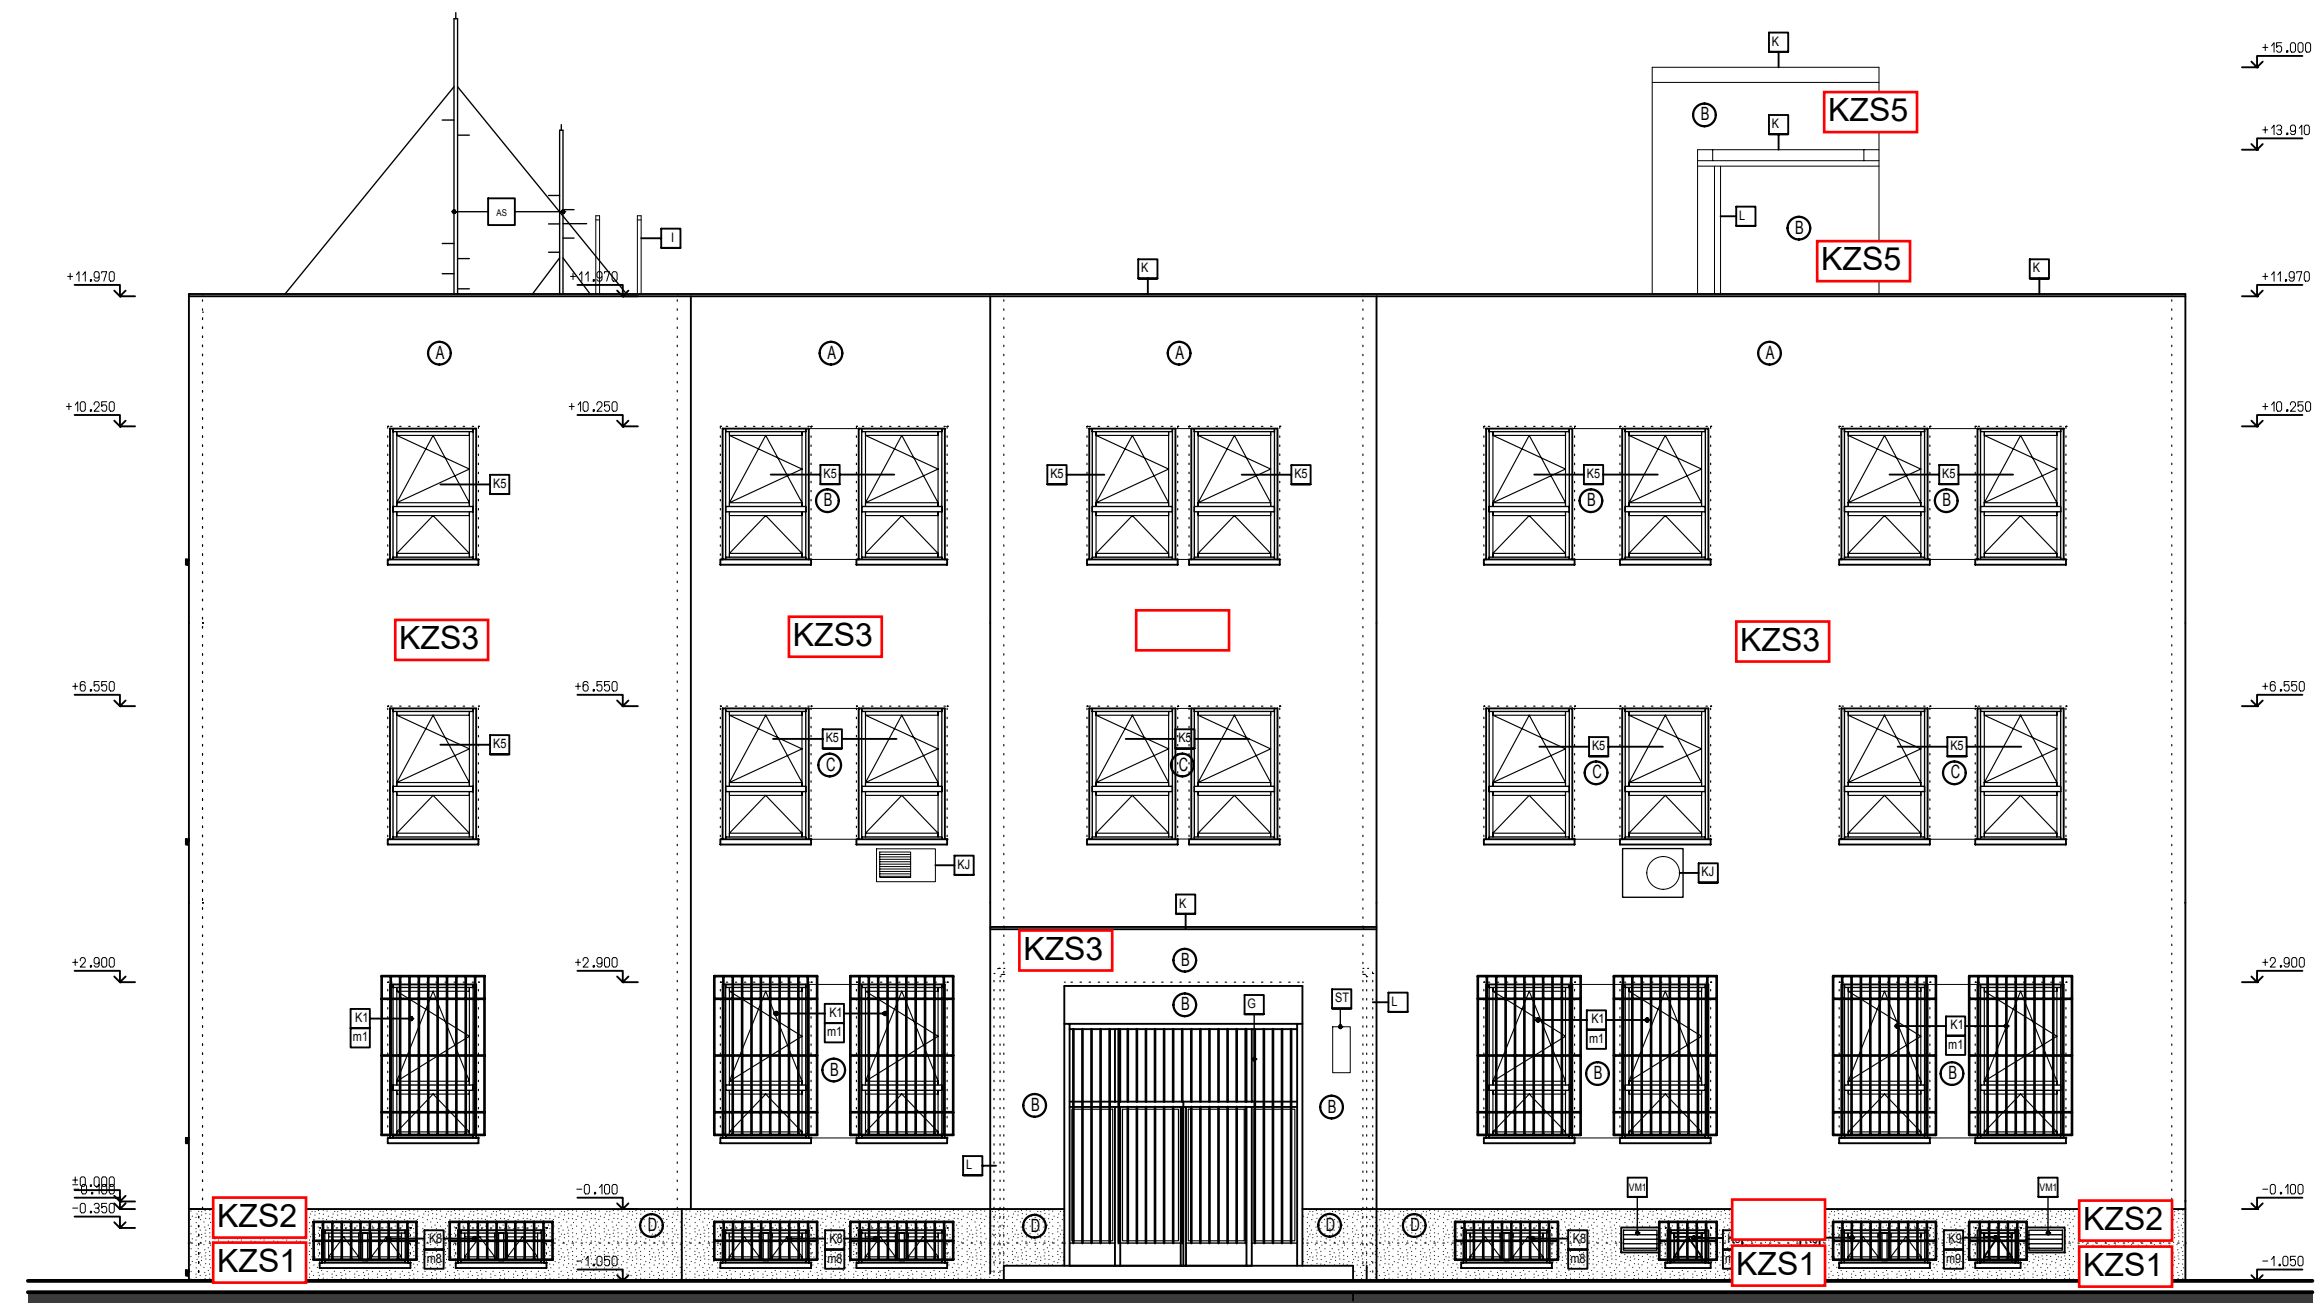 K
+15.000
KZS5
B
K
+13.910
AS
L
B
I
KZS5
K
K
+11.970
+11.970
+11.970
A
A
A
A
+10.250
+10.250
+10.250
K5
K5
K5
K5
K5
K5
B
B
B
KZS3
KZS3
KZS3
+6.550
+6.550
+6.550
K5
K5
K5
K5
K5
C
C
C
C
KJ
KJ
K
KZS3
B
+2.900
+2.900
+2.900
B
G
ST
L
K1
m1
K1
m1
K1
m1
K1
m1
B
B
B
B
B
L
±0.000
-0.100
-0.100
-0.100
-0.350
VM1
VM1
KZS2
KZS2
D
D
D
D
K8
m8
K8
m8
K8
m8
K9
m9
KZS1
KZS1
KZS1
-1.050
-1.050